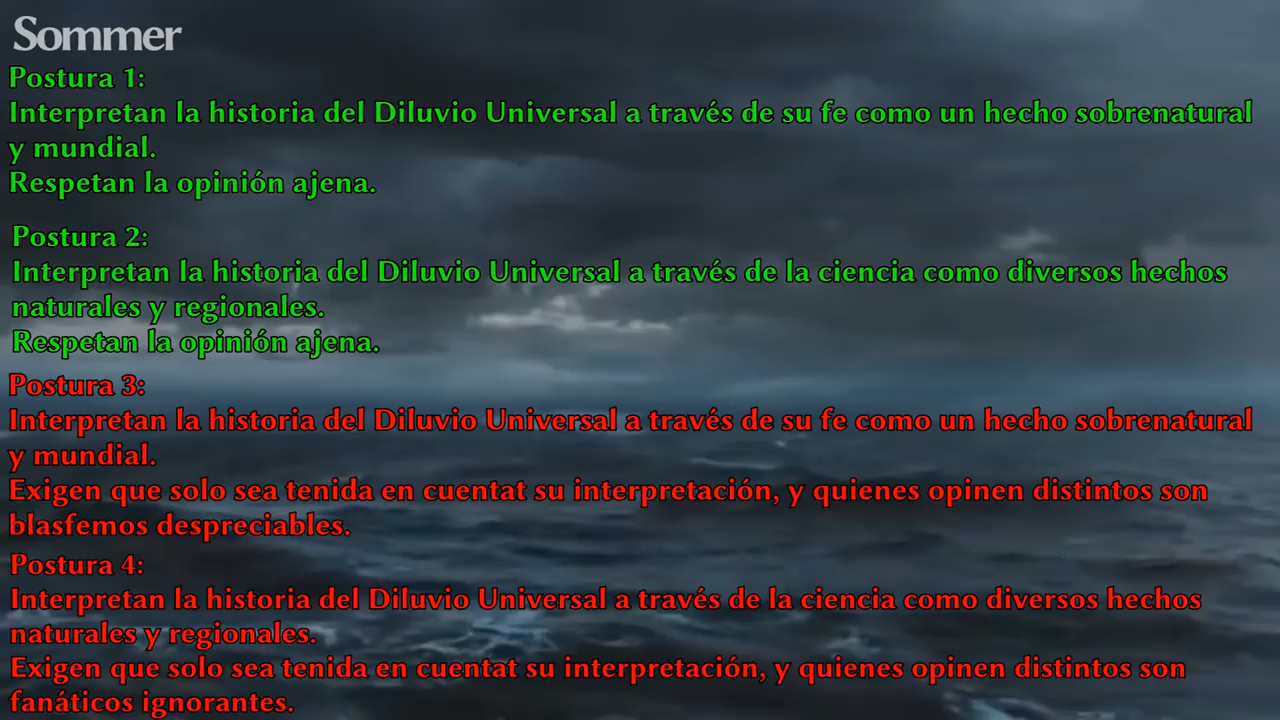 Sommer
Postura 1:
Interpretan la historia del Diluvio Universal a través de su fe como un hecho sobrenatural
y mundial.
Respetan la opinión ajena.
Postura 2:
Interpretan la historia del Diluvio Universal a través de la ciencia como diversos hechos
naturales y regionales.
Respetan la opinión ajena.
Postura 3:
Interpretan la historia del Diluvio Universal a través de su fe como un hecho sobrenatural
y mundial.
Exigen que solo sea tenida en cuentat su interpretación, y quienes opinen distintos son
blasfemos despreciables.
Postura 4:
Interpretan la historia del Diluvio Universal a través de la ciencia como diversos hechos
naturales y regionales.
Exigen que solo sea tenida en cuentat su interpretación, y quienes opinen distintos son
fanáticos ignorantes.